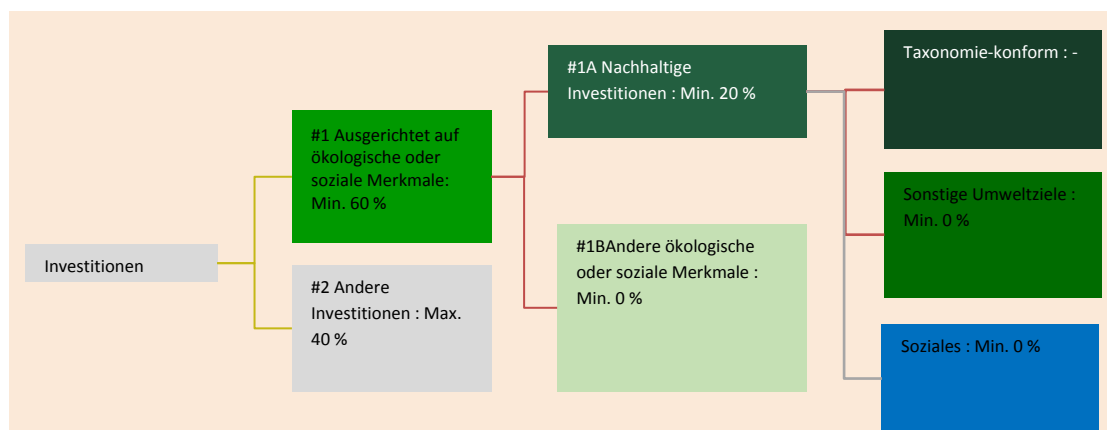 Investitionen
#1 Ausgerichtet auf
ökologische oder
soziale Merkmale:
Min. 60 %
#2 Andere
Investitionen : Max.
40 %
#1A Nachhaltige
Investitionen : Min. 20 %
#1BAndere ökologische
oder soziale Merkmale :
Min. 0 %
Taxonomie-konform : -
Sonstige Umweltziele :
Min. 0 %
Soziales : Min. 0 %